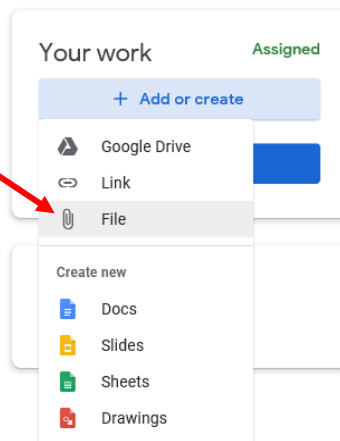 Your work Assigned
+ Add or create
Google Drive
Link
File
Create new
Docs
Slides
Sheets
Drawings